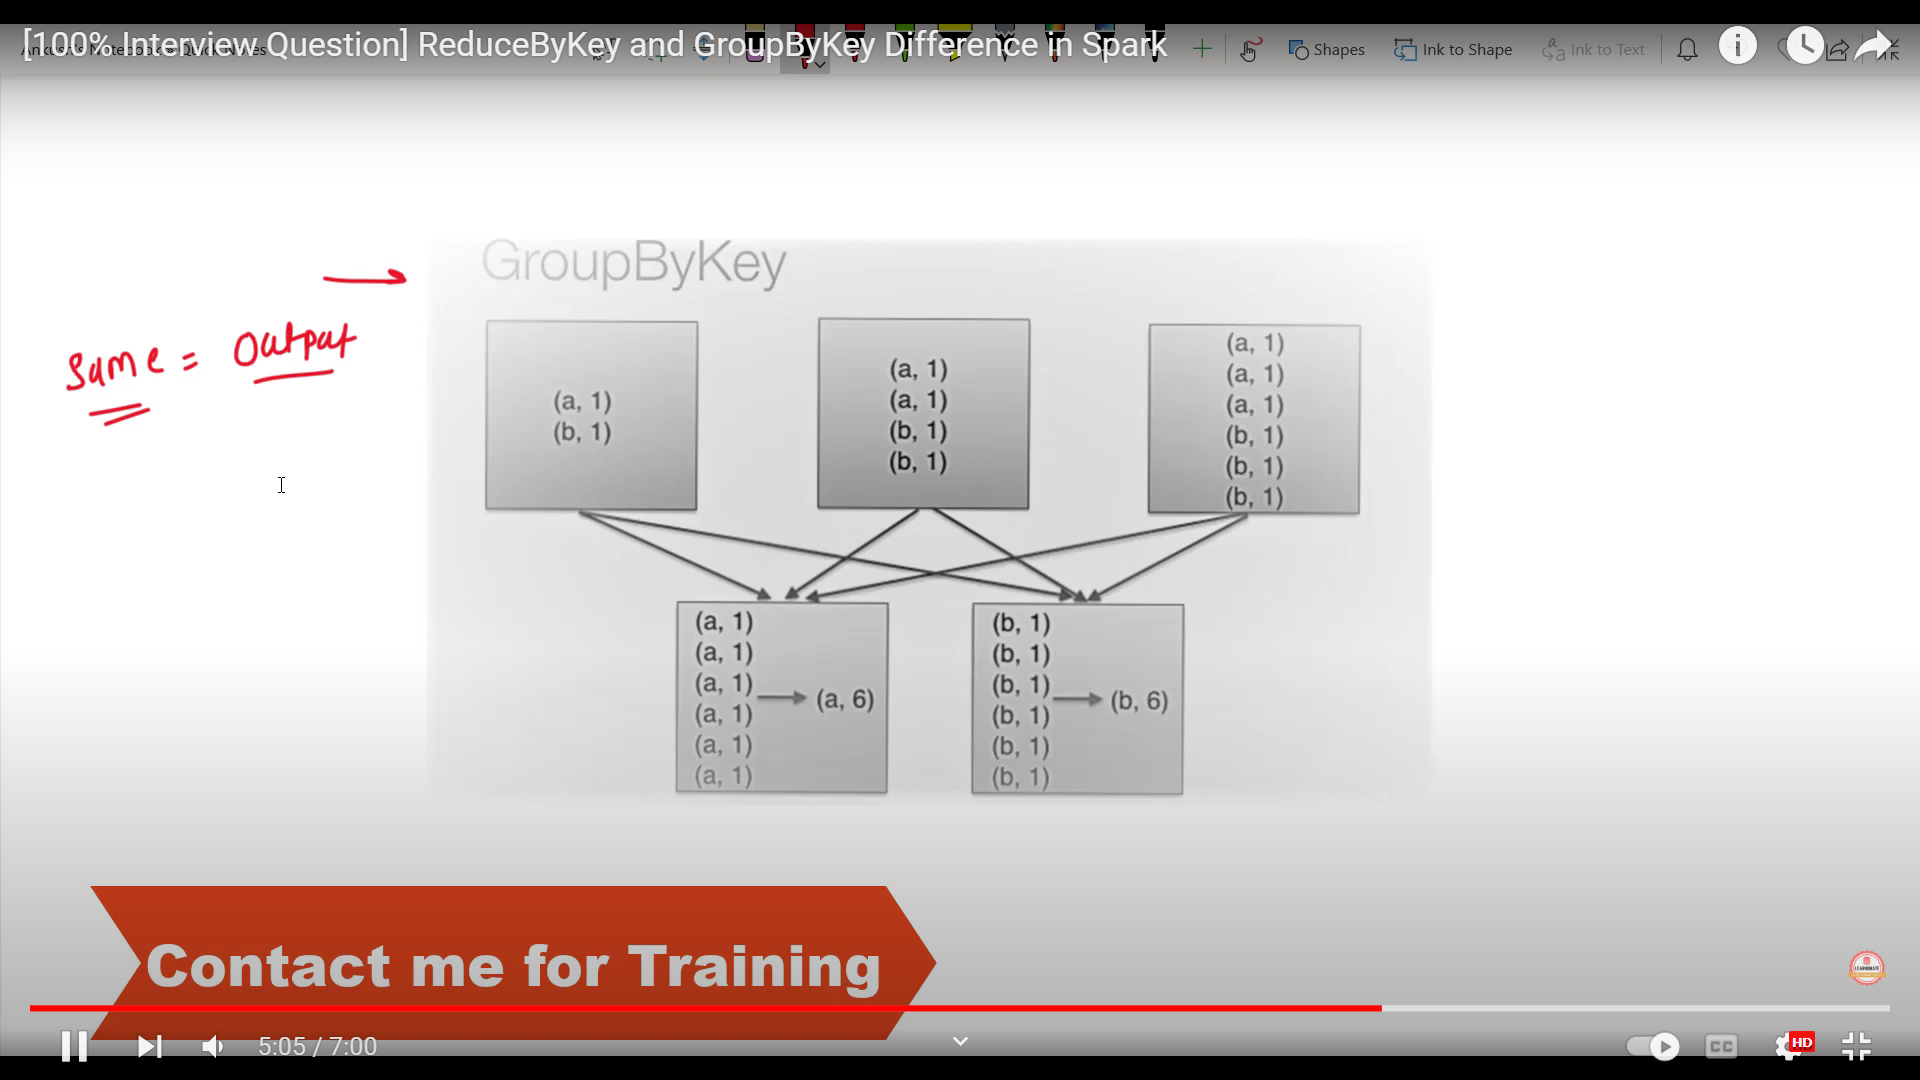 [100% Interview Question] ReduceByKey and GroupByKey Difference in Spark
Shapes
Ink to Shape
Ink to Text
GroupByKey
Same = Output
(a, 1)
(b, 1)
(a, 1)
(a, 1)
(b, 1)
(b, 1)
(a, 1)
(a, 1)
(a, 1)
(b, 1)
(b, 1)
(b, 1)
(a, 1)
(a, 1)
(a, 1)
(a, 1)
(a, 1)
(a, 1)
(a, 6)
(b, 1)
(b, 1)
(b, 1)
(b, 1)
(b, 1)
(b, 1)
(b, 6)
Contact me for Training
5:05 / 7:00
CC
HD